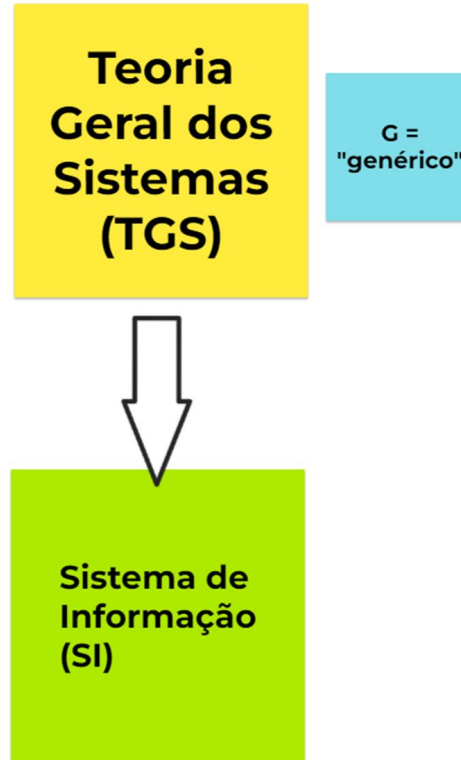 Teoria
Geral dos
Sistemas
(TGS)
G =
"genérico"
Sistema de
Informação
(SI)